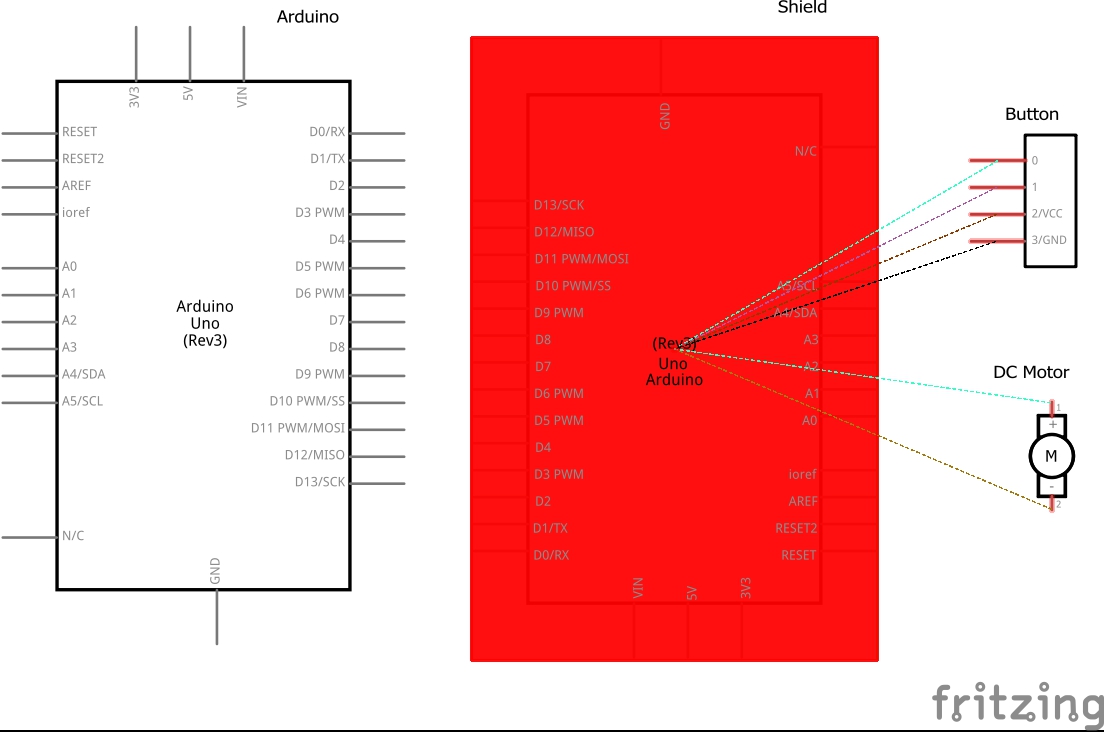 Arduino
3V3
5V
VIN
RESET
RESET2
AREF
ioref
A0
A1
A2
A3
A4/SDA
A5/SCL
N/C
D0/RX
D1/TX
D2
D3 PWM
D4
D5 PWM
D6 PWM
D7
D8
D9 PWM
D10 PWM/SS
D11 PWM/MOSI
D12/MISO
D13/SCK
GND
Arduino
Uno
(Rev3)
Shield
GND
N/C
D13/SCK
D12/MISO
D11 PWM/MOSI
D10 PWM/SS
D9 PWM
D8
D7
D6 PWM
D5 PWM
D4
D3 PWM
D2
D1/TX
D0/RX
A5/SCL
A4/SDA
A3
A2
A1
A0
ioref
AREF
RESET2
RESET
(Rev3)
Uno
Arduino
VIN
5V
3V3
Button
0
1
2/VCC
3/GND
DC Motor
1
+
M
-
2
fritzing